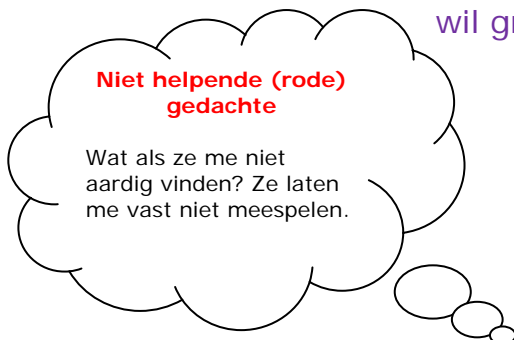 wil gr
Niet helpende (rode)
gedachte
Wat als ze me niet
aardig vinden? Ze laten
me vast niet meespelen.